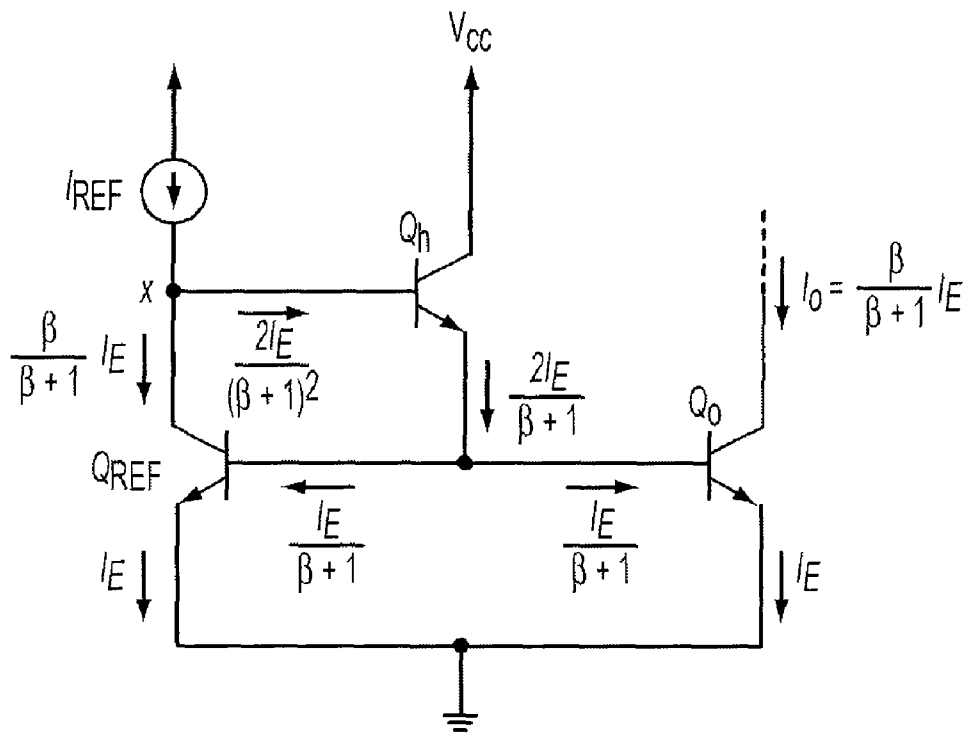 V_CC
I_REF
Q_h
x
I_O = β/(β + 1) I_E
β/(β + 1) I_E
2I_E/(β + 1)^2
2I_E/(β + 1)
Q_O
Q_REF
I_E/(β + 1)
I_E/(β + 1)
I_E
I_E